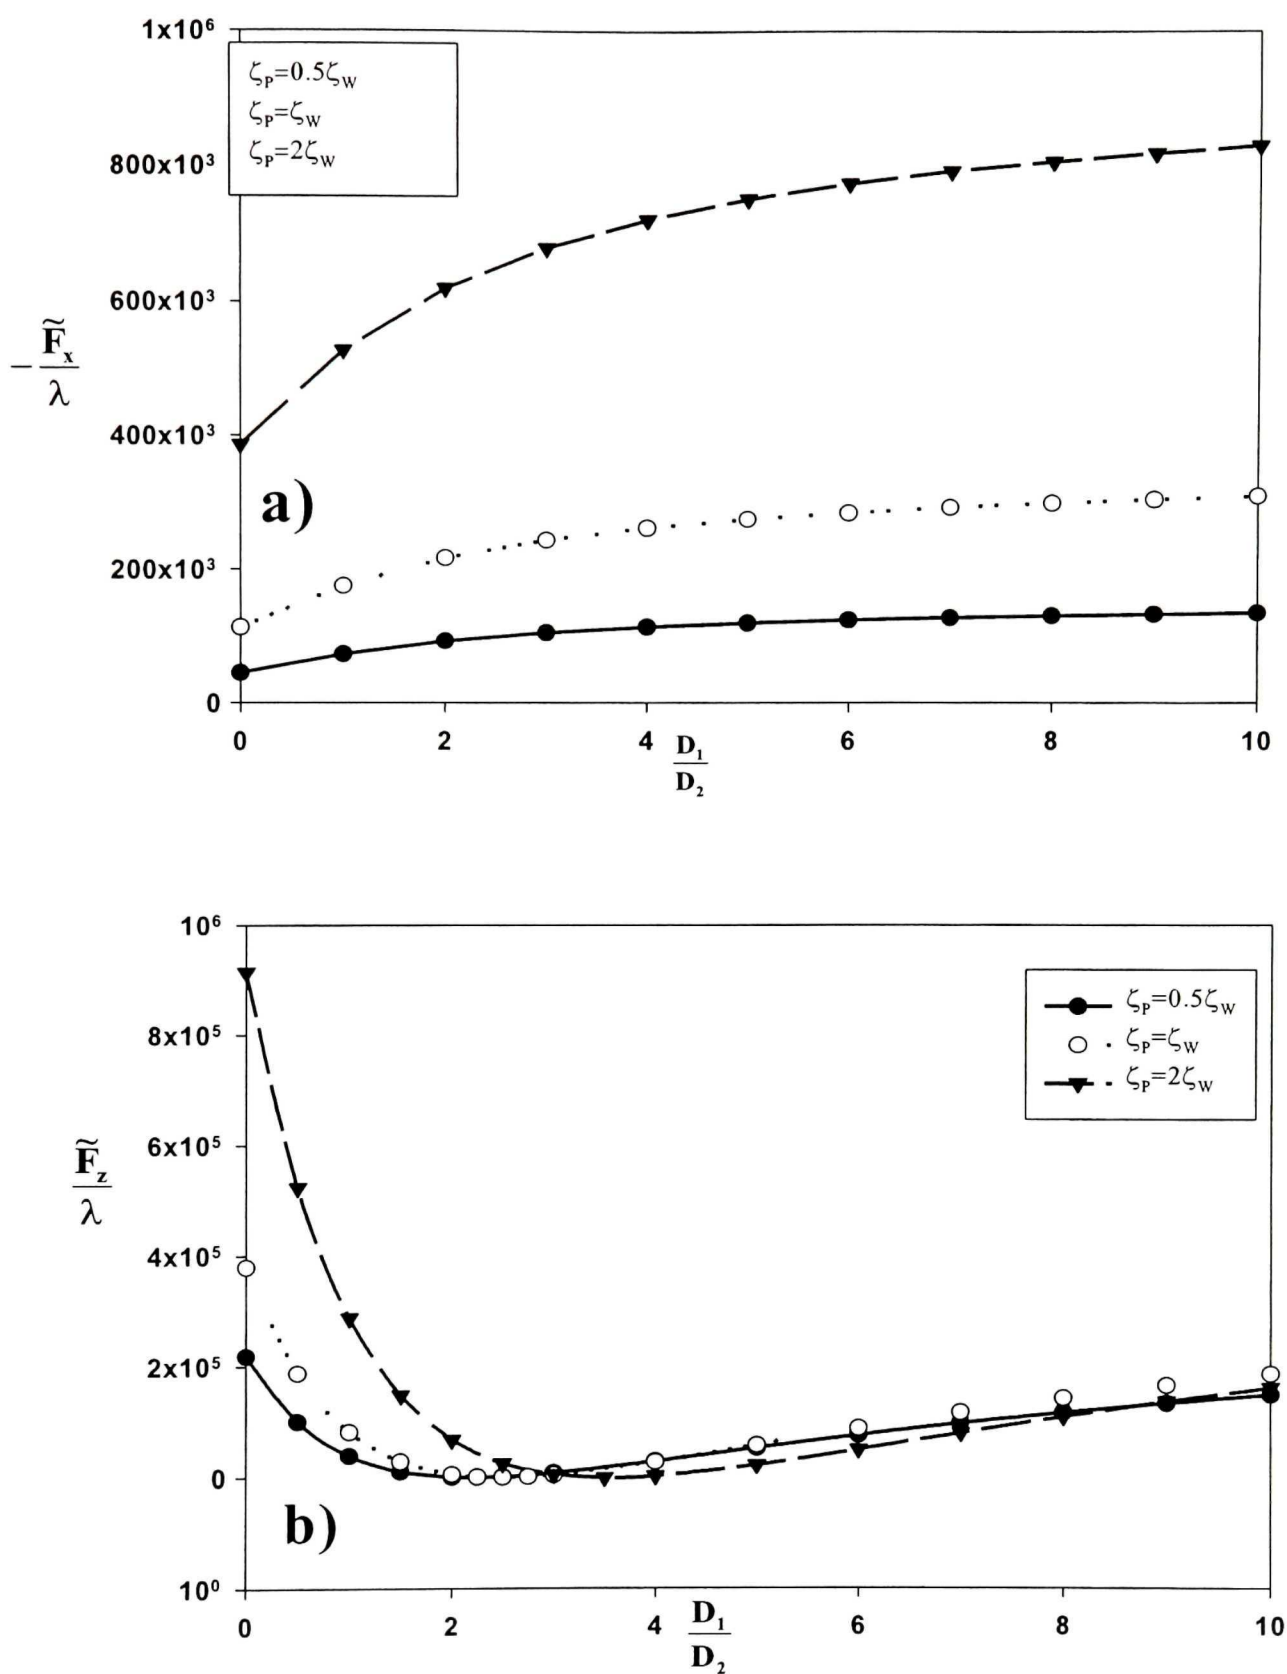 1x10⁶
ζP=0.5ζW
ζP=ζW
ζP=2ζW
800x10³
600x10³
− F̃x/λ
400x10³
a)
200x10³
0
0 2 4 6 8 10
D₁/D₂
10⁶
ζP=0.5ζW
ζP=ζW
ζP=2ζW
8x10⁵
6x10⁵
F̃z/λ
4x10⁵
2x10⁵
0
b)
10⁰
0 2 4 6 8 10
D₁/D₂